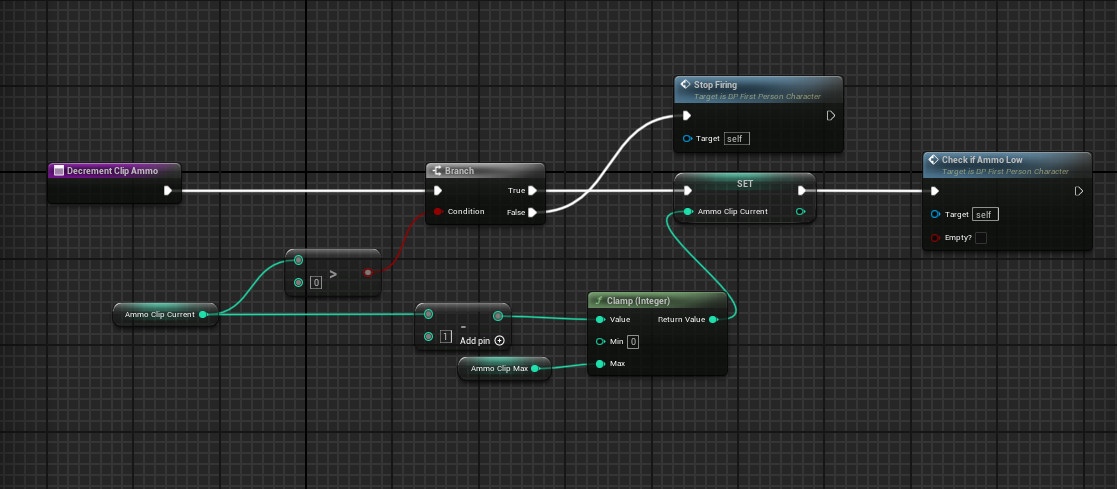 Stop Firing
Target is DP First Person Character
Target self
Decrement Clip Ammo
Branch
True
Condition
False
SET
Ammo Clip Current
Check if Ammo Low
Target is DP First Person Character
Target self
Empty?
>
0
Ammo Clip Current
-
1
Add pin
Clamp (Integer)
Value
Return Value
Min 0
Max
Ammo Clip Max